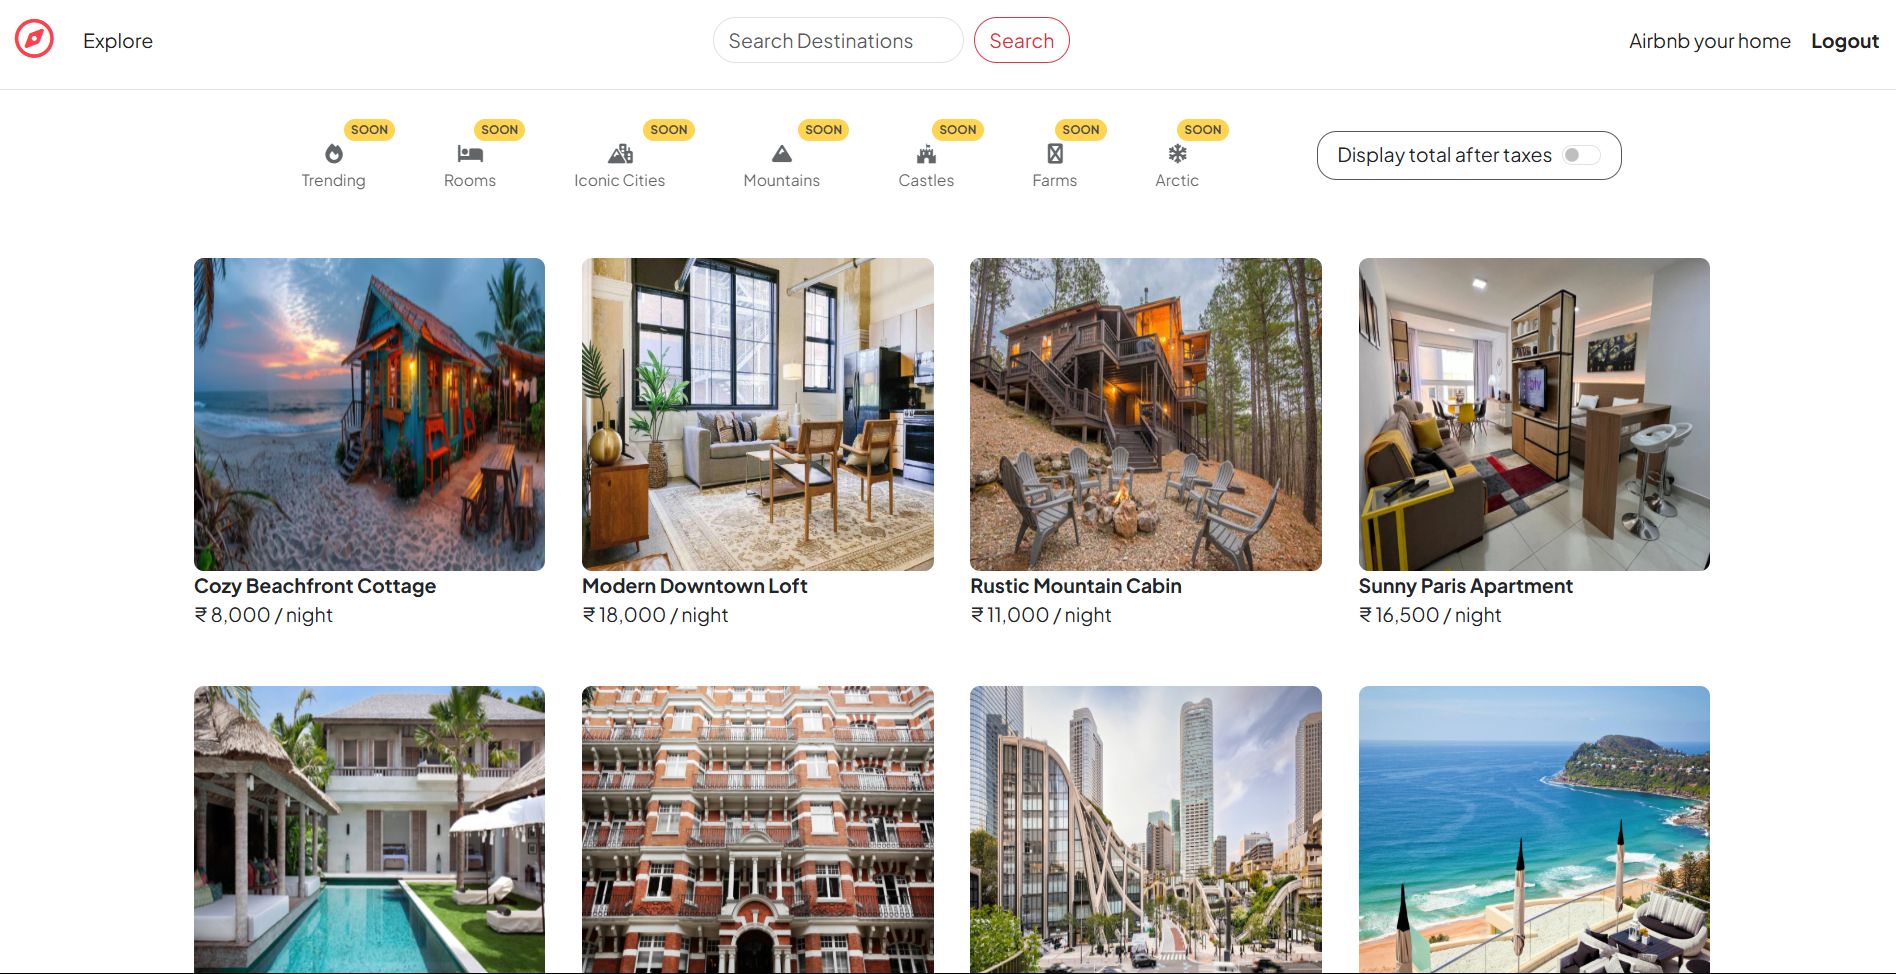 Explore
Search Destinations
Search
Airbnb your home
Logout
SOON
Trending
SOON
Rooms
SOON
Iconic Cities
SOON
Mountains
SOON
Castles
SOON
Farms
SOON
Arctic
Display total after taxes
Cozy Beachfront Cottage
₹ 8,000 / night
Modern Downtown Loft
₹ 18,000 / night
Rustic Mountain Cabin
₹ 11,000 / night
Sunny Paris Apartment
₹ 16,500 / night